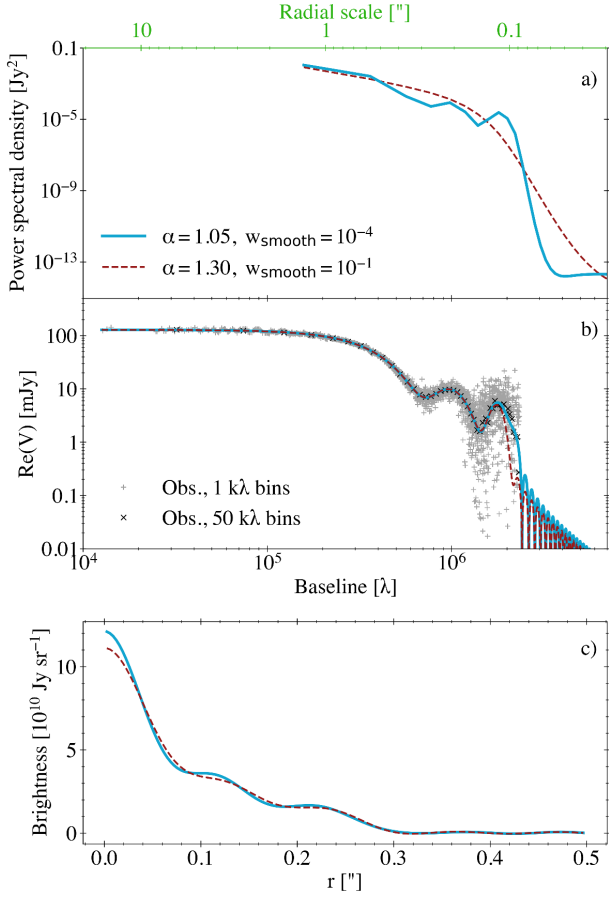 Radial scale ["]
10 1 0.1
Power spectral density [Jy²]
0.1
10⁻⁵
10⁻⁹
10⁻¹³
a)
α = 1.05, w_smooth = 10⁻⁴
α = 1.30, w_smooth = 10⁻¹
Re(V) [mJy]
100
10
1
0.1
0.01
b)
Obs., 1 kλ bins
Obs., 50 kλ bins
10⁴ 10⁵ 10⁶
Baseline [λ]
Brightness [10¹⁰ Jy sr⁻¹]
10
5
0
c)
0.0 0.1 0.2 0.3 0.4 0.5
r ["]